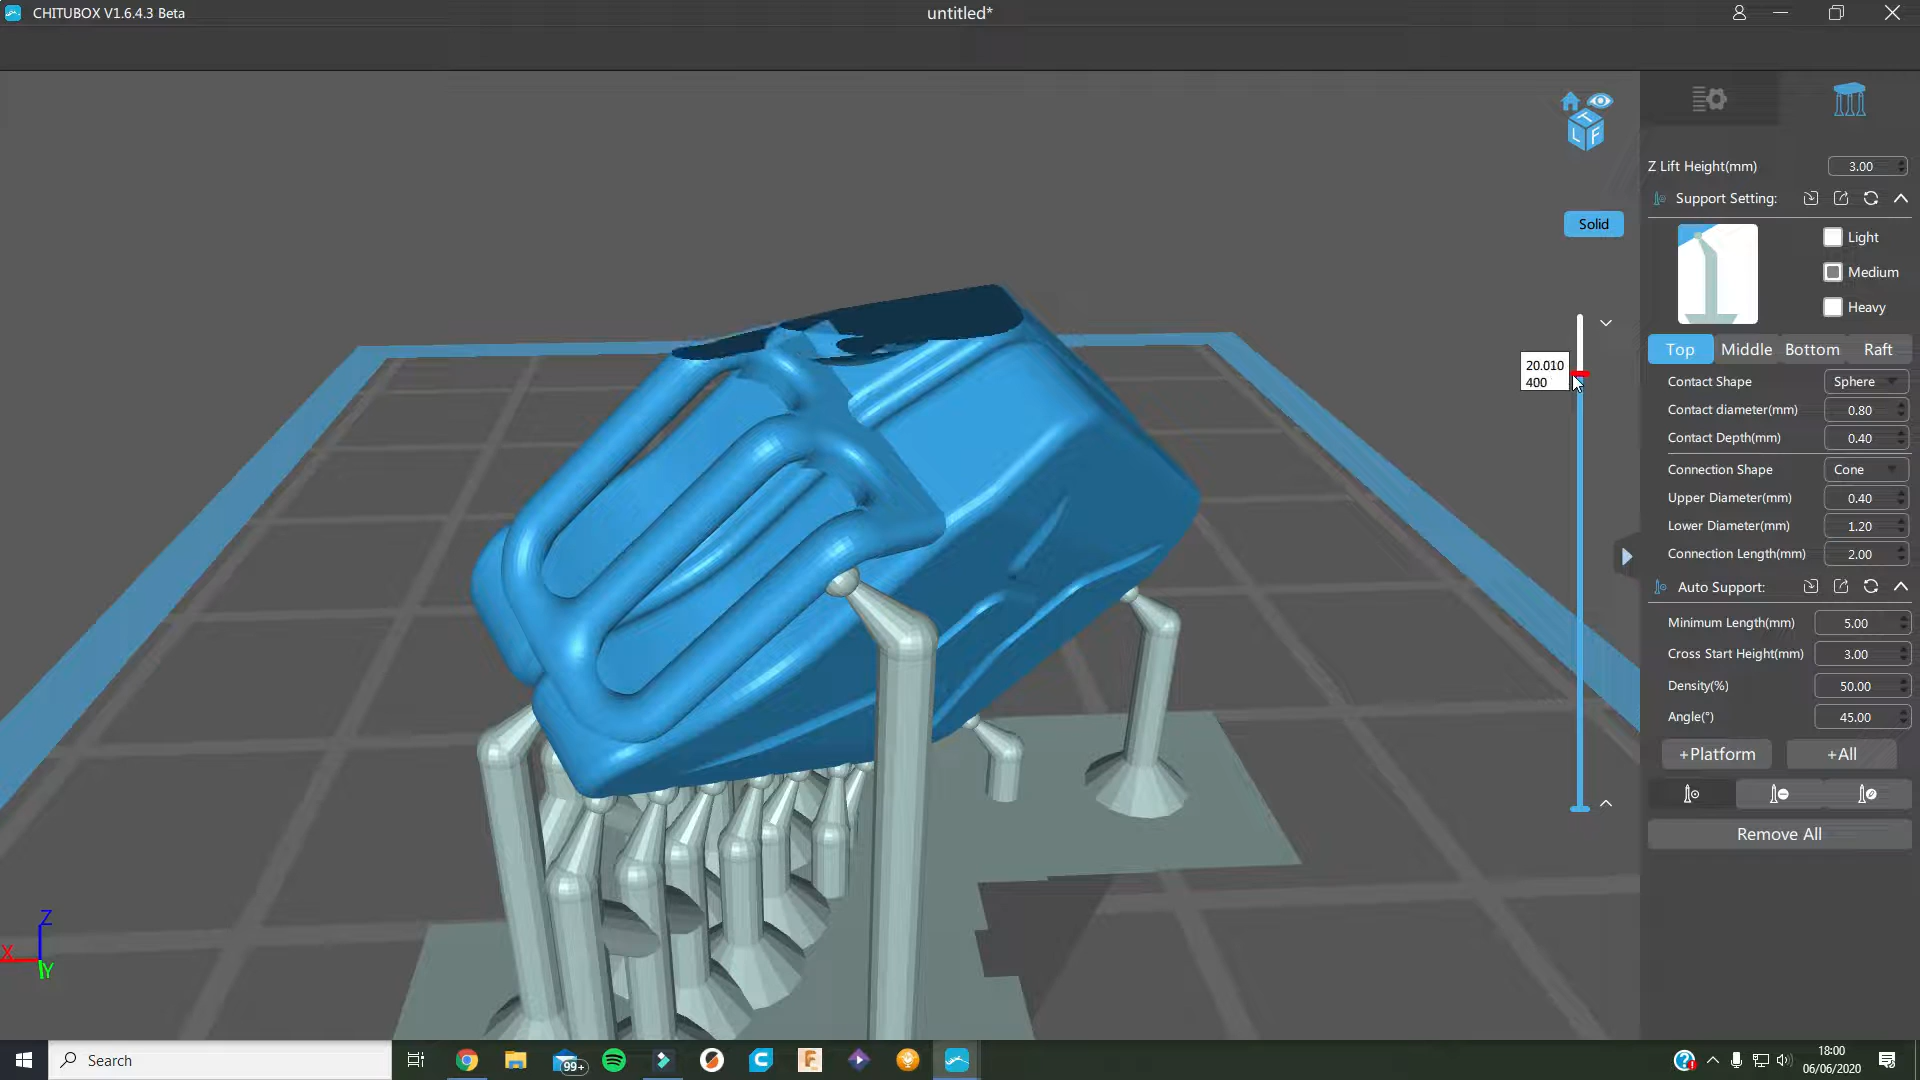 CHITUBOX V1.6.4.3 Beta
untitled*
T
L F
Z Lift Height(mm) 3.00
Support Setting:
Solid
Light
Medium
Heavy
Top Middle Bottom Raft
20.010
400
Contact Shape Sphere
Contact diameter(mm) 0.80
Contact Depth(mm) 0.40
Connection Shape Cone
Upper Diameter(mm) 0.40
Lower Diameter(mm) 1.20
Connection Length(mm) 2.00
Auto Support:
Minimum Length(mm) 5.00
Cross Start Height(mm) 3.00
Density(%) 50.00
Angle(°) 45.00
+Platform +All
Remove All
Z
X
Y
Search
99+
18:00
06/06/2020